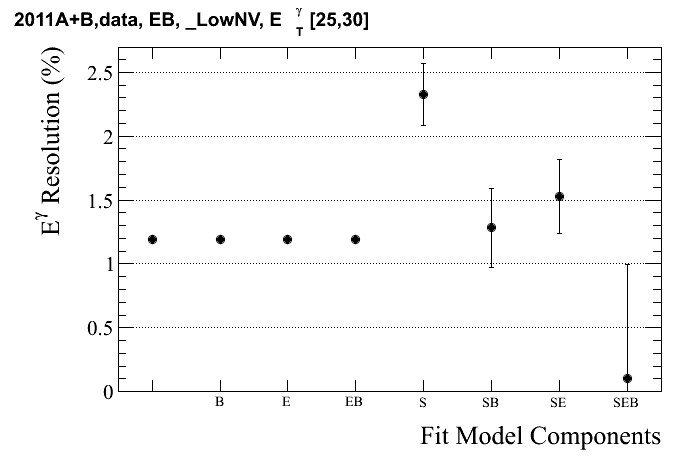 2011A+B,data, EB, _LowNV, E γ T [25,30]
E γ Resolution (%)
2.5
2
1.5
1
0.5
0
B E EB S SB SE SEB
Fit Model Components